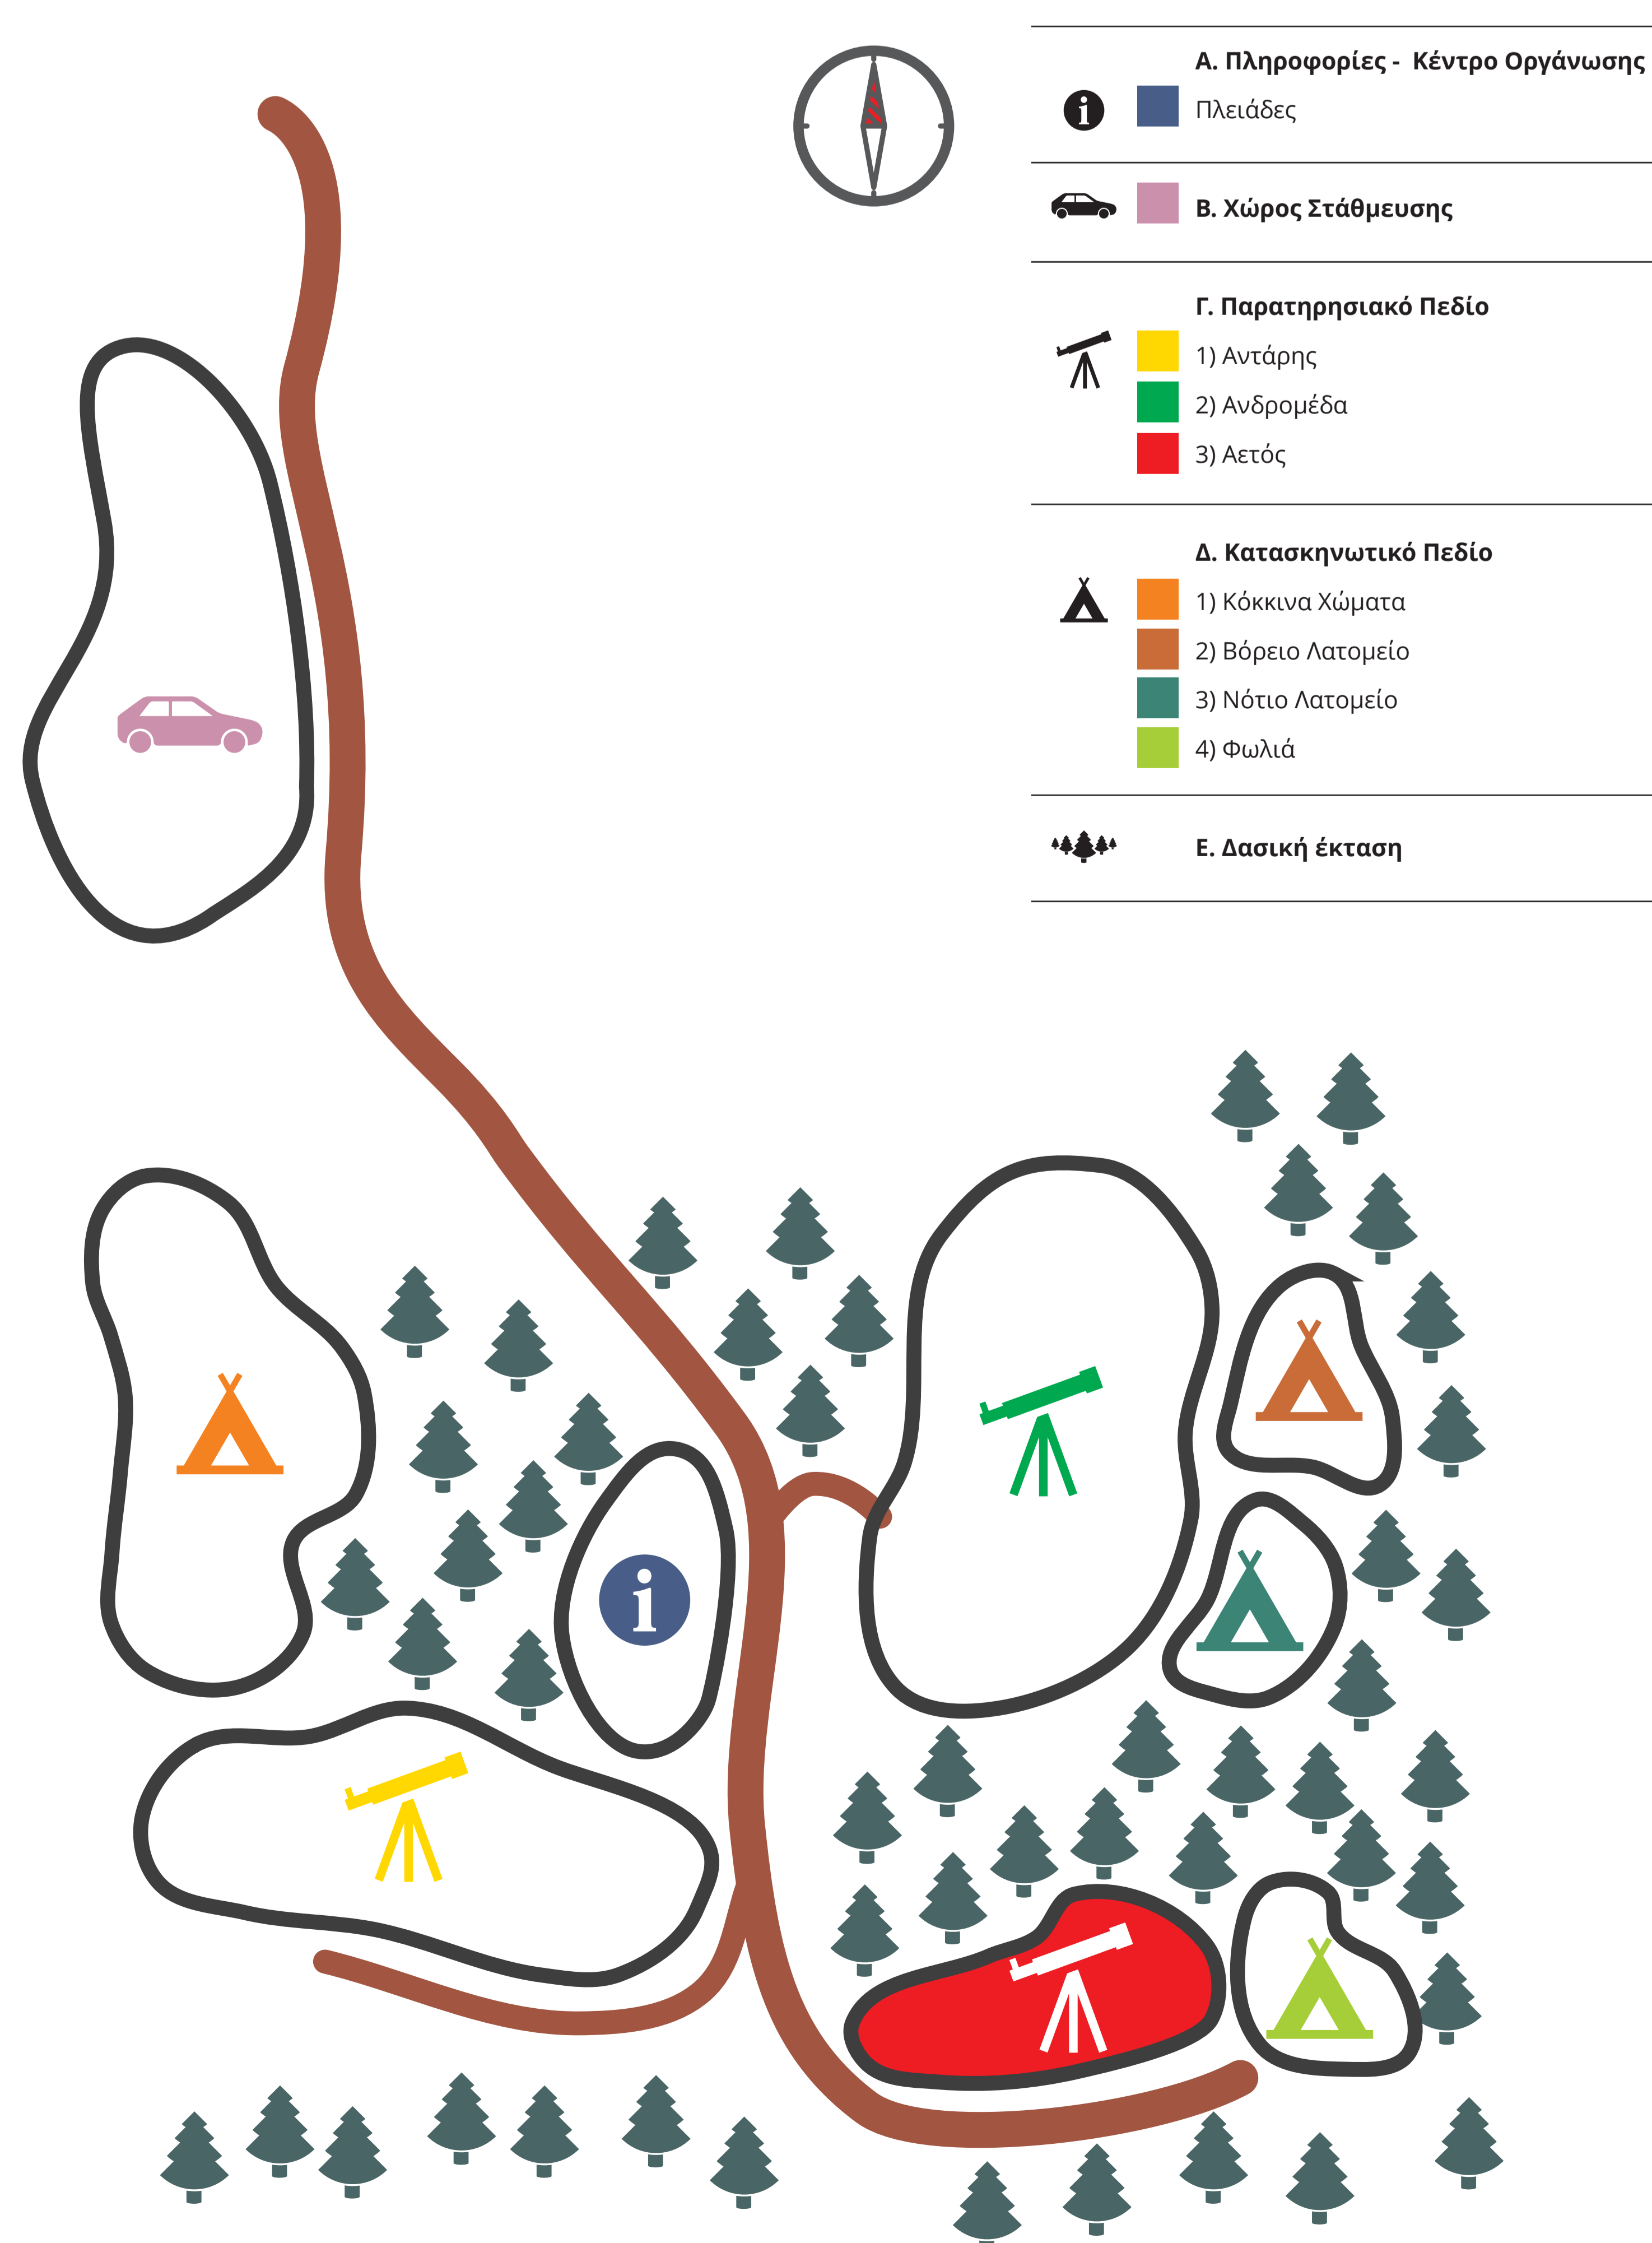 Α. Πληροφορίες - Κέντρο Οργάνωσης
i
Πλειάδες
Β. Χώρος Στάθμευσης
Γ. Παρατηρησιακό Πεδίο
1) Αντάρης
2) Ανδρομέδα
3) Αετός
Δ. Κατασκηνωτικό Πεδίο
1) Κόκκινα Χώματα
2) Βόρειο Λατομείο
3) Νότιο Λατομείο
4) Φωλιά
Ε. Δασική έκταση
i